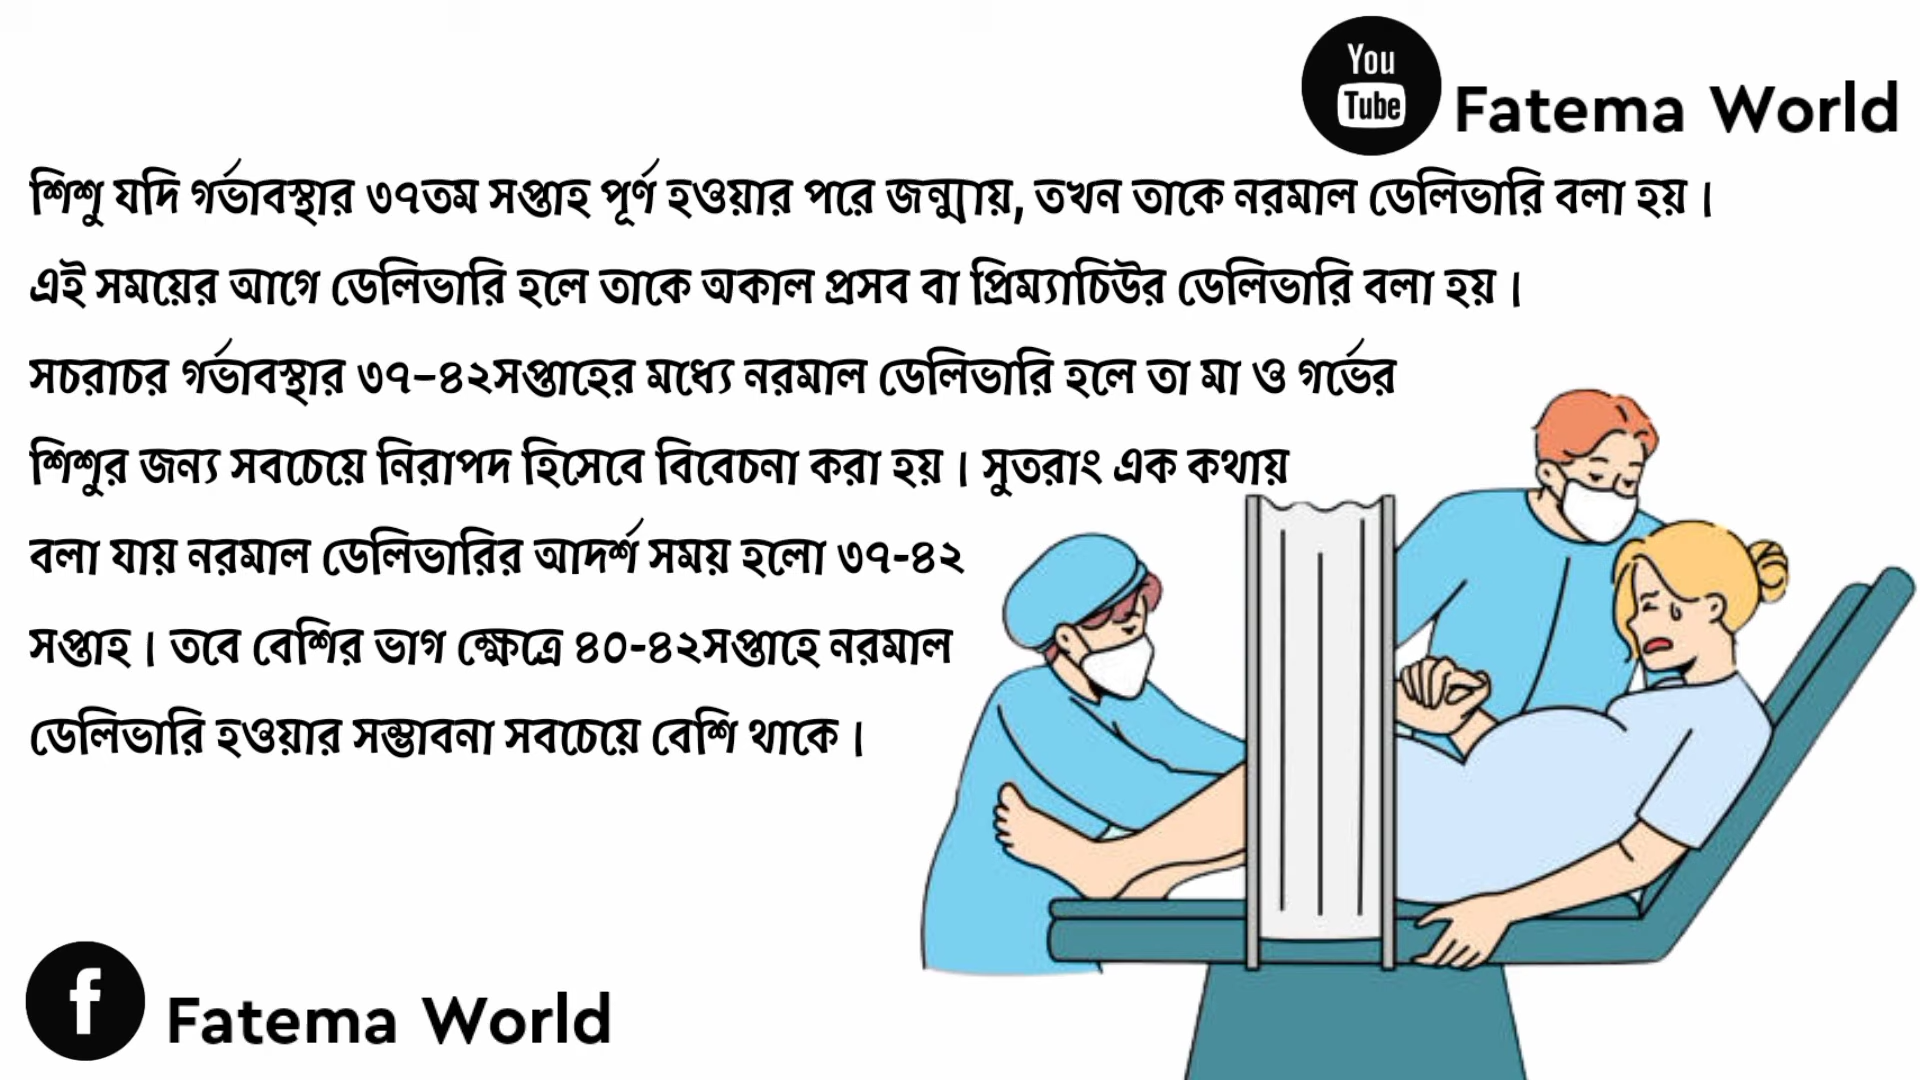 You
Tube
Fatema World
শিশু যদি গর্ভাবস্থার ৩৭তম সপ্তাহ পূর্ণ হওয়ার পরে জন্মায়, তখন তাকে নরমাল ডেলিভারি বলা হয়।
এই সময়ের আগে ডেলিভারি হলে তাকে অকাল প্রসব বা প্রিম্যাচিউর ডেলিভারি বলা হয়।
সচরাচর গর্ভাবস্থার ৩৭–৪২সপ্তাহের মধ্যে নরমাল ডেলিভারি হলে তা মা ও গর্ভের
শিশুর জন্য সবচেয়ে নিরাপদ হিসেবে বিবেচনা করা হয়। সুতরাং এক কথায়
বলা যায় নরমাল ডেলিভারির আদর্শ সময় হলো ৩৭-৪২
সপ্তাহ। তবে বেশির ভাগ ক্ষেত্রে ৪০-৪২সপ্তাহে নরমাল
ডেলিভারি হওয়ার সম্ভাবনা সবচেয়ে বেশি থাকে।
f Fatema World